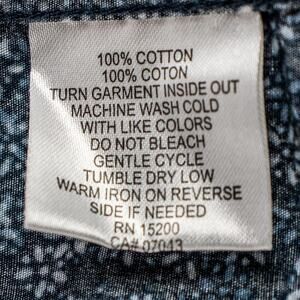 100% COTTON
100% COTON
TURN GARMENT INSIDE OUT
MACHINE WASH COLD
WITH LIKE COLORS
DO NOT BLEACH
GENTLE CYCLE
TUMBLE DRY LOW
WARM IRON ON REVERSE
SIDE IF NEEDED
RN 15200
CA# 07043